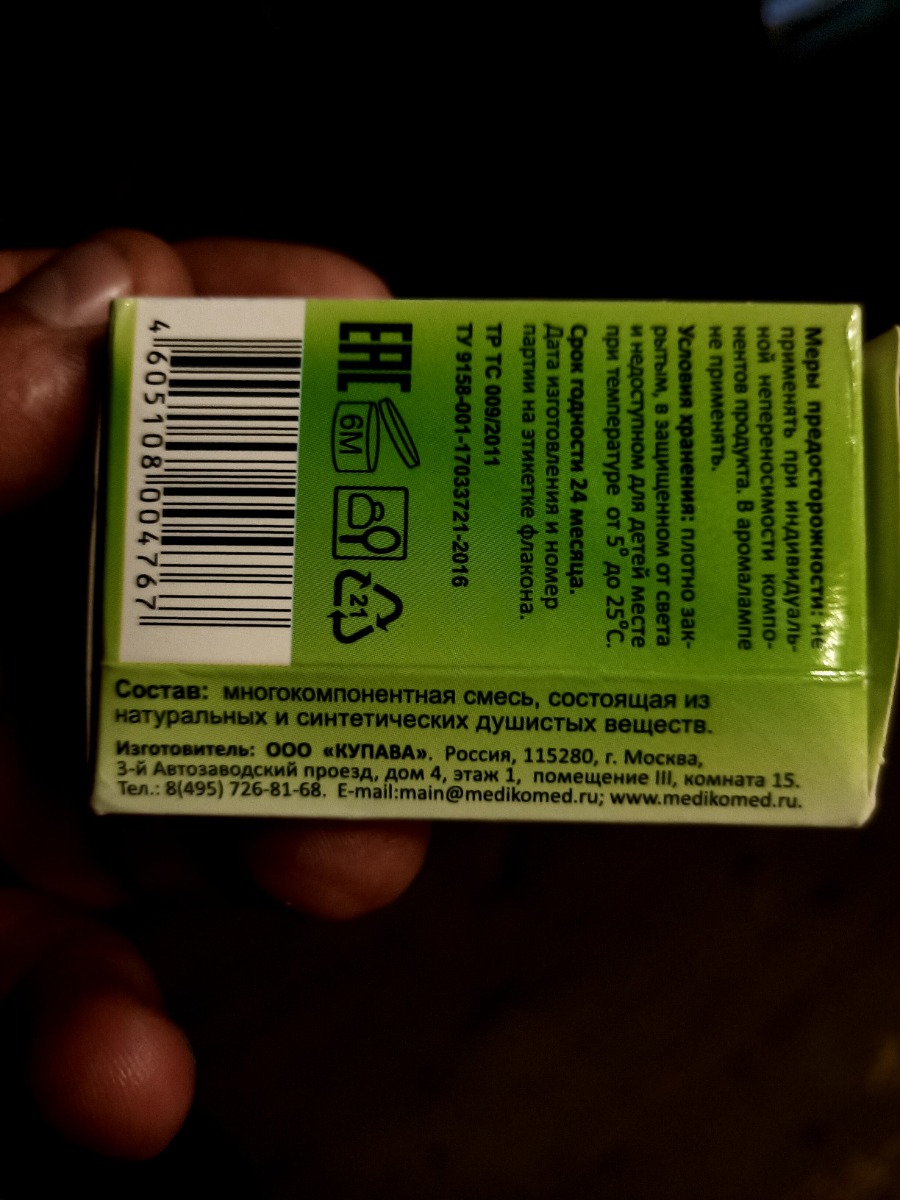 Меры предосторожности: не
применять при индивидуаль-
ной непереносимости компо-
нентов продукта. В аромалампе
не применять.
Условия хранения: плотно зак-
рытым, в защищенном от света
и недоступном для детей месте
при температуре от 5° до 25°С.
Срок годности 24 месяца.
Дата изготовления и номер
партии на этикетке флакона.
ТР ТС 009/2011
ТУ 9158-001-17033721-2016
ЕАС
6M
21
4 605108 004767
Состав: многокомпонентная смесь, состоящая из
натуральных и синтетических душистых веществ.
Изготовитель: ООО «КУПАВА». Россия, 115280, г. Москва,
3-й Автозаводский проезд, дом 4, этаж 1, помещение III, комната 15.
Тел.: 8(495) 726-81-68. E-mail:main@medikomed.ru; www.medikomed.ru.